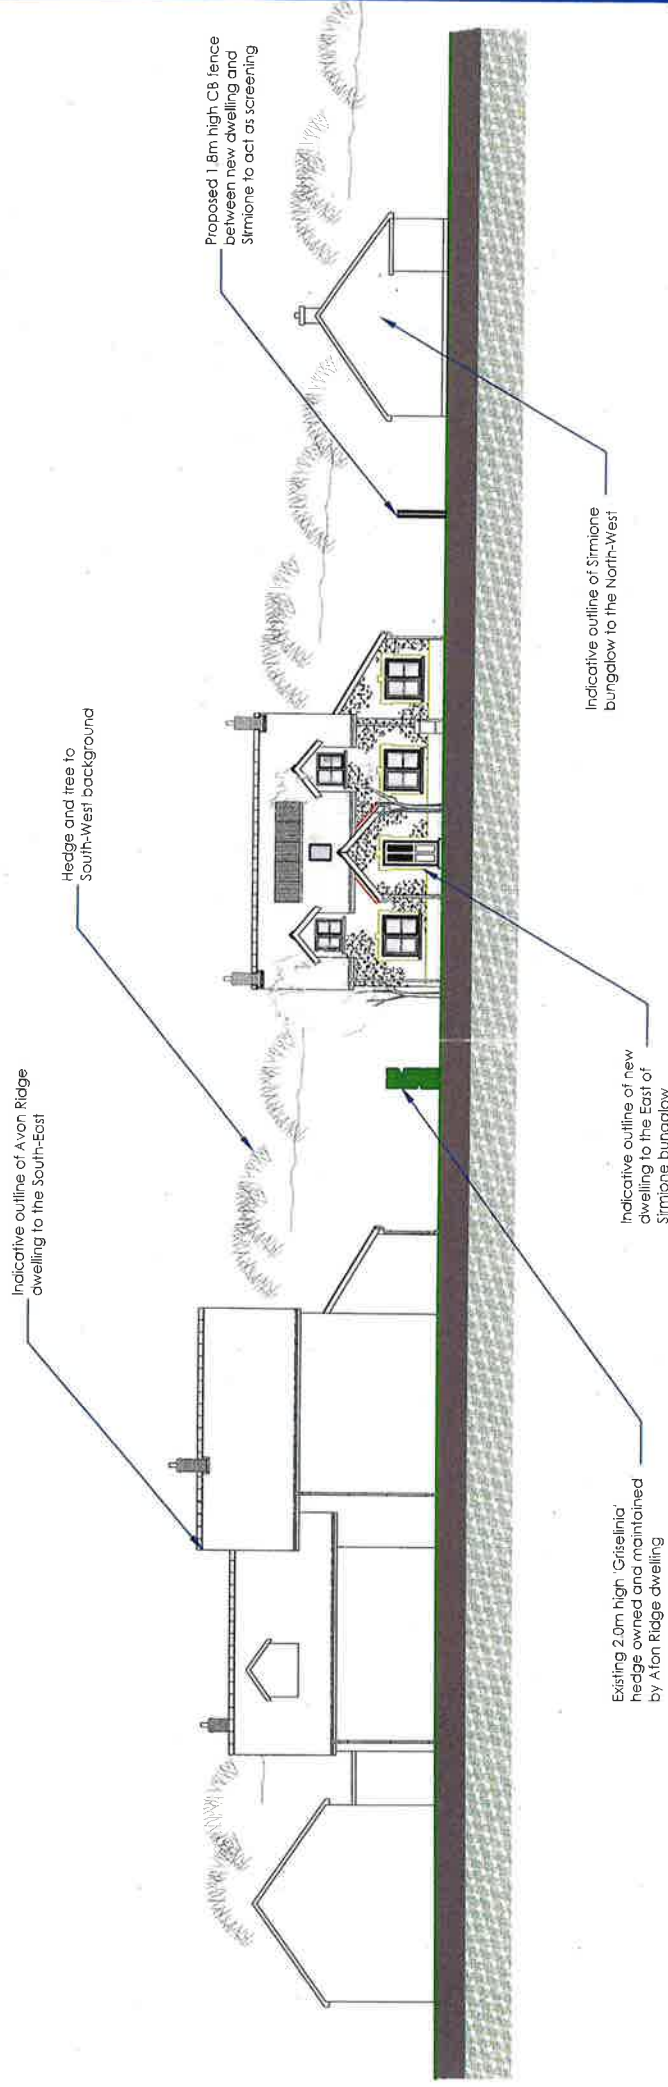 Indicative outline of Avon Ridge
dwelling to the South-East
Hedge and tree to
South-West background
Proposed 1.8m high CB fence
between new dwelling and
Sirmione to act as screening
Existing 2.0m high 'Griselinia'
hedge owned and maintained
by Afon Ridge dwelling
Indicative outline of new
dwelling to the East of
Sirmione bungalow
Indicative outline of Sirmione
bungalow to the North-West